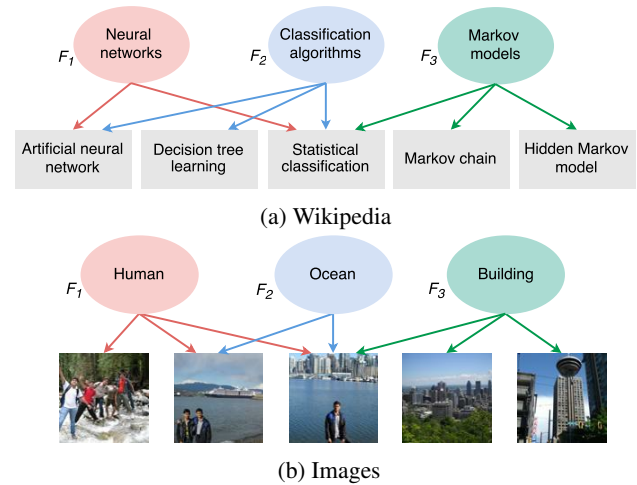 Neural
networks
Classification
algorithms
Markov
models
F1
F2
F3
Artificial neural
network
Decision tree
learning
Statistical
classification
Markov chain
Hidden Markov
model
(a) Wikipedia
Human
Ocean
Building
F1
F2
F3
(b) Images